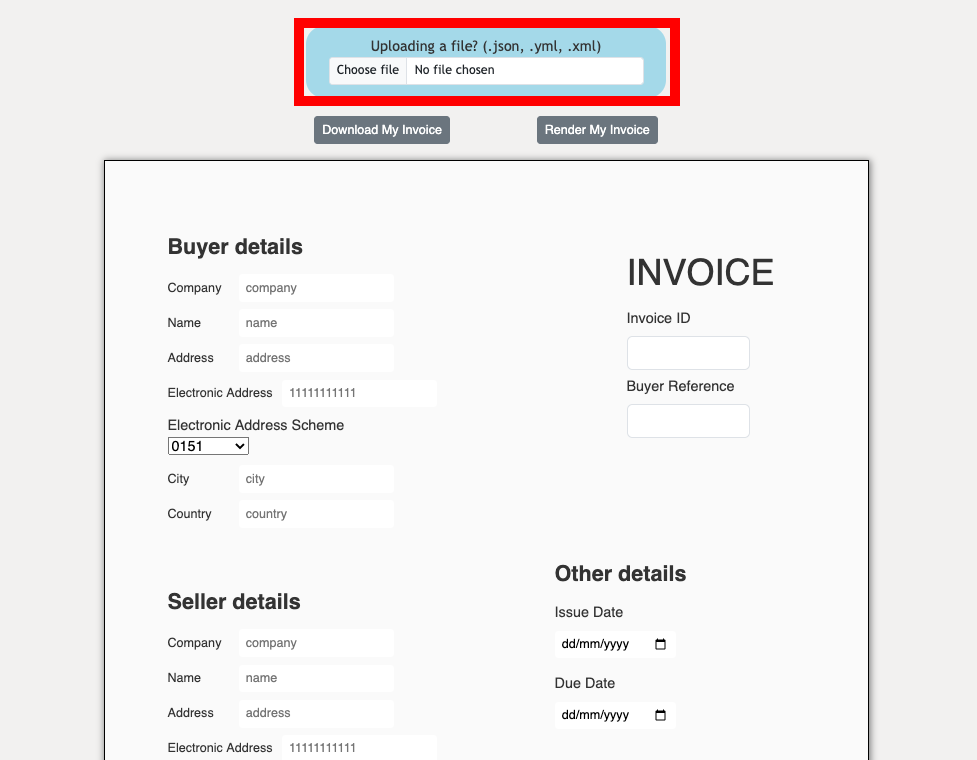 Uploading a file? (.json, .yml, .xml)
Choose file No file chosen
Download My Invoice Render My Invoice
Buyer details
Company company
Name name
Address address
Electronic Address 11111111111
Electronic Address Scheme
0151
City city
Country country
INVOICE
Invoice ID
Buyer Reference
Seller details
Company company
Name name
Address address
Electronic Address 11111111111
Other details
Issue Date
dd/mm/yyyy
Due Date
dd/mm/yyyy